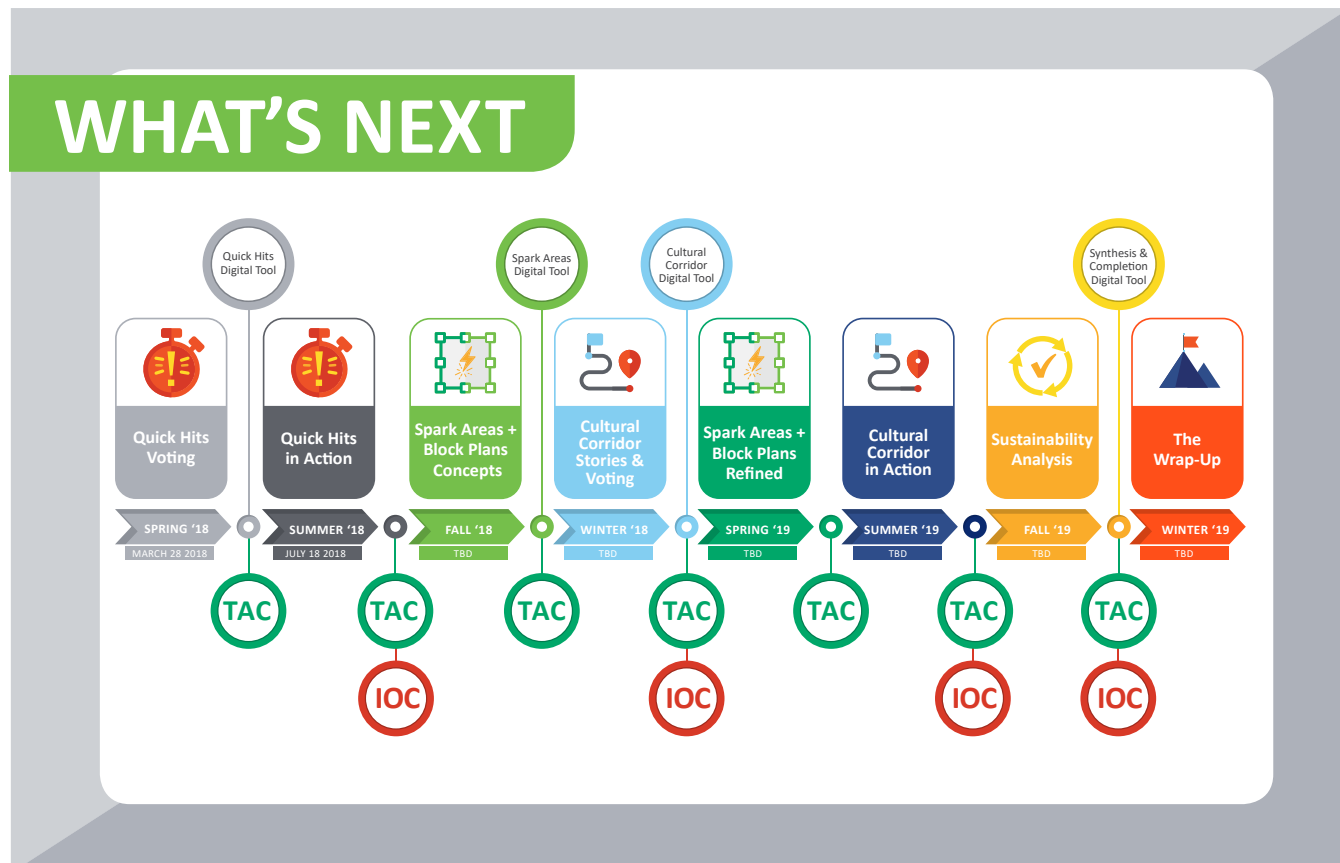 WHAT'S NEXT
Quick Hits
Digital Tool
Spark Areas
Digital Tool
Cultural
Corridor
Digital Tool
Synthesis &
Completion
Digital Tool
Quick Hits
Voting
Quick Hits
in Action
Spark Areas +
Block Plans
Concepts
Cultural
Corridor
Stories &
Voting
Spark Areas +
Block Plans
Refined
Cultural
Corridor
in Action
Sustainability
Analysis
The
Wrap-Up
SPRING ‘18
SUMMER ‘18
FALL ‘18
WINTER ‘18
SPRING ‘19
SUMMER ‘19
FALL ‘19
WINTER ‘19
MARCH 28 2018
JULY 18 2018
TBD
TBD
TBD
TBD
TBD
TBD
TAC
TAC
TAC
TAC
TAC
TAC
TAC
IOC
IOC
IOC
IOC